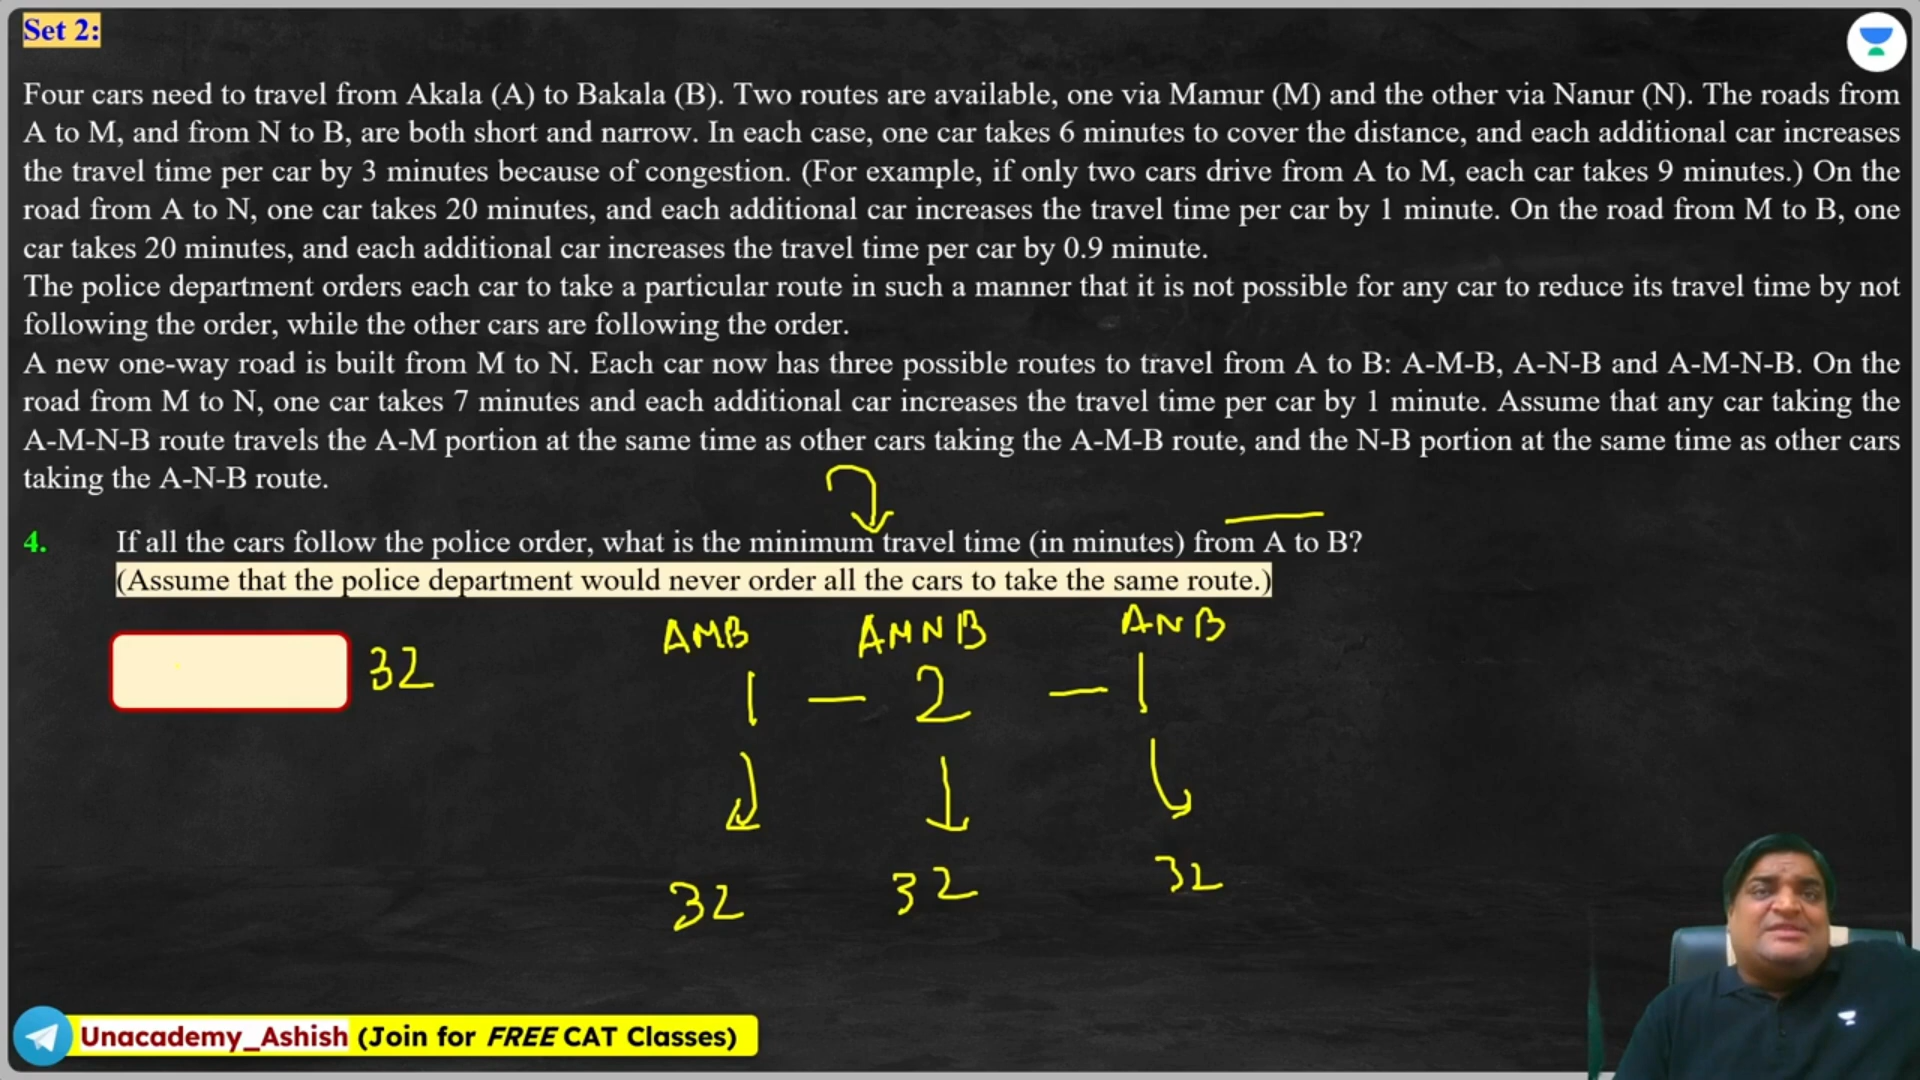 Set 2:
Four cars need to travel from Akala (A) to Bakala (B). Two routes are available, one via Mamur (M) and the other via Nanur (N). The roads from
A to M, and from N to B, are both short and narrow. In each case, one car takes 6 minutes to cover the distance, and each additional car increases
the travel time per car by 3 minutes because of congestion. (For example, if only two cars drive from A to M, each car takes 9 minutes.) On the
road from A to N, one car takes 20 minutes, and each additional car increases the travel time per car by 1 minute. On the road from M to B, one
car takes 20 minutes, and each additional car increases the travel time per car by 0.9 minute.
The police department orders each car to take a particular route in such a manner that it is not possible for any car to reduce its travel time by not
following the order, while the other cars are following the order.
A new one-way road is built from M to N. Each car now has three possible routes to travel from A to B: A-M-B, A-N-B and A-M-N-B. On the
road from M to N, one car takes 7 minutes and each additional car increases the travel time per car by 1 minute. Assume that any car taking the
A-M-N-B route travels the A-M portion at the same time as other cars taking the A-M-B route, and the N-B portion at the same time as other cars
taking the A-N-B route.
4. If all the cars follow the police order, what is the minimum travel time (in minutes) from A to B?
(Assume that the police department would never order all the cars to take the same route.)
AMB AMNB ANB
32
1 — 2 — 1
32 32 32
Unacademy_Ashish (Join for FREE CAT Classes)